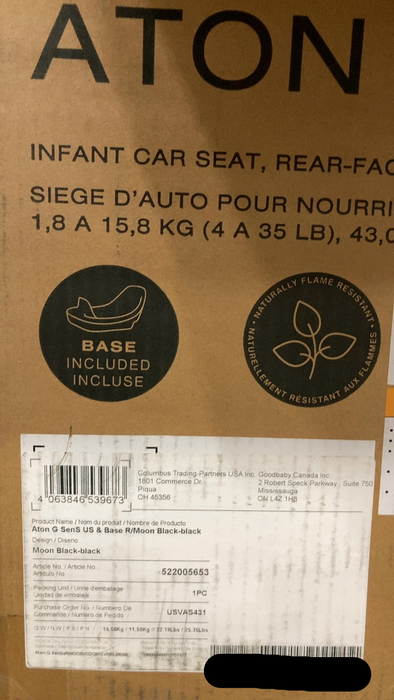 ATON
INFANT CAR SEAT, REAR-FAC
SIEGE D'AUTO POUR NOURRI
1,8 A 15,8 KG (4 A 35 LB), 43,0
BASE
INCLUDED
INCLUSE
• NATURALLY FLAME RESISTANT •
NATURELLEMENT RÉSISTANT AUX FLAMMES
4 063846 539673
Columbus Trading-Partners USA Inc
1801 Commerce Dr
Piqua
OH 45356
Goodbaby Canada Inc
2 Robert Speck Parkway, Suite 750
Mississauga
ON L4Z 1H8
Product Name / Nom du produit / Nombre de Producto
Aton G SensS US & Base R/Moon Black-black
Design / Diseno
Moon Black-black
Article No. / Article No.
Articulo No.
522005653
Packing Unit / Unite d'emballage
Unidad de embalaje
1PC
Purchase Order No. / Numero De
Commande / Numero de Pedido
USVAS431